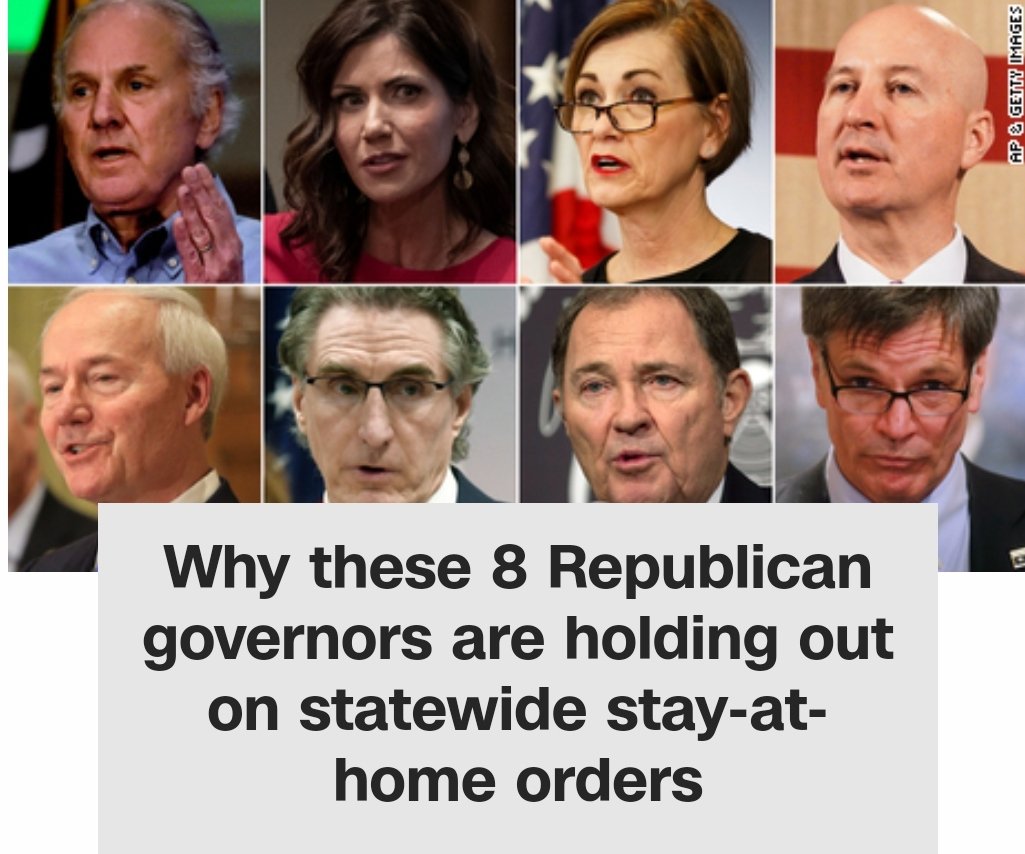 AP & GETTY IMAGES
Why these 8 Republican
governors are holding out
on statewide stay-at-
home orders